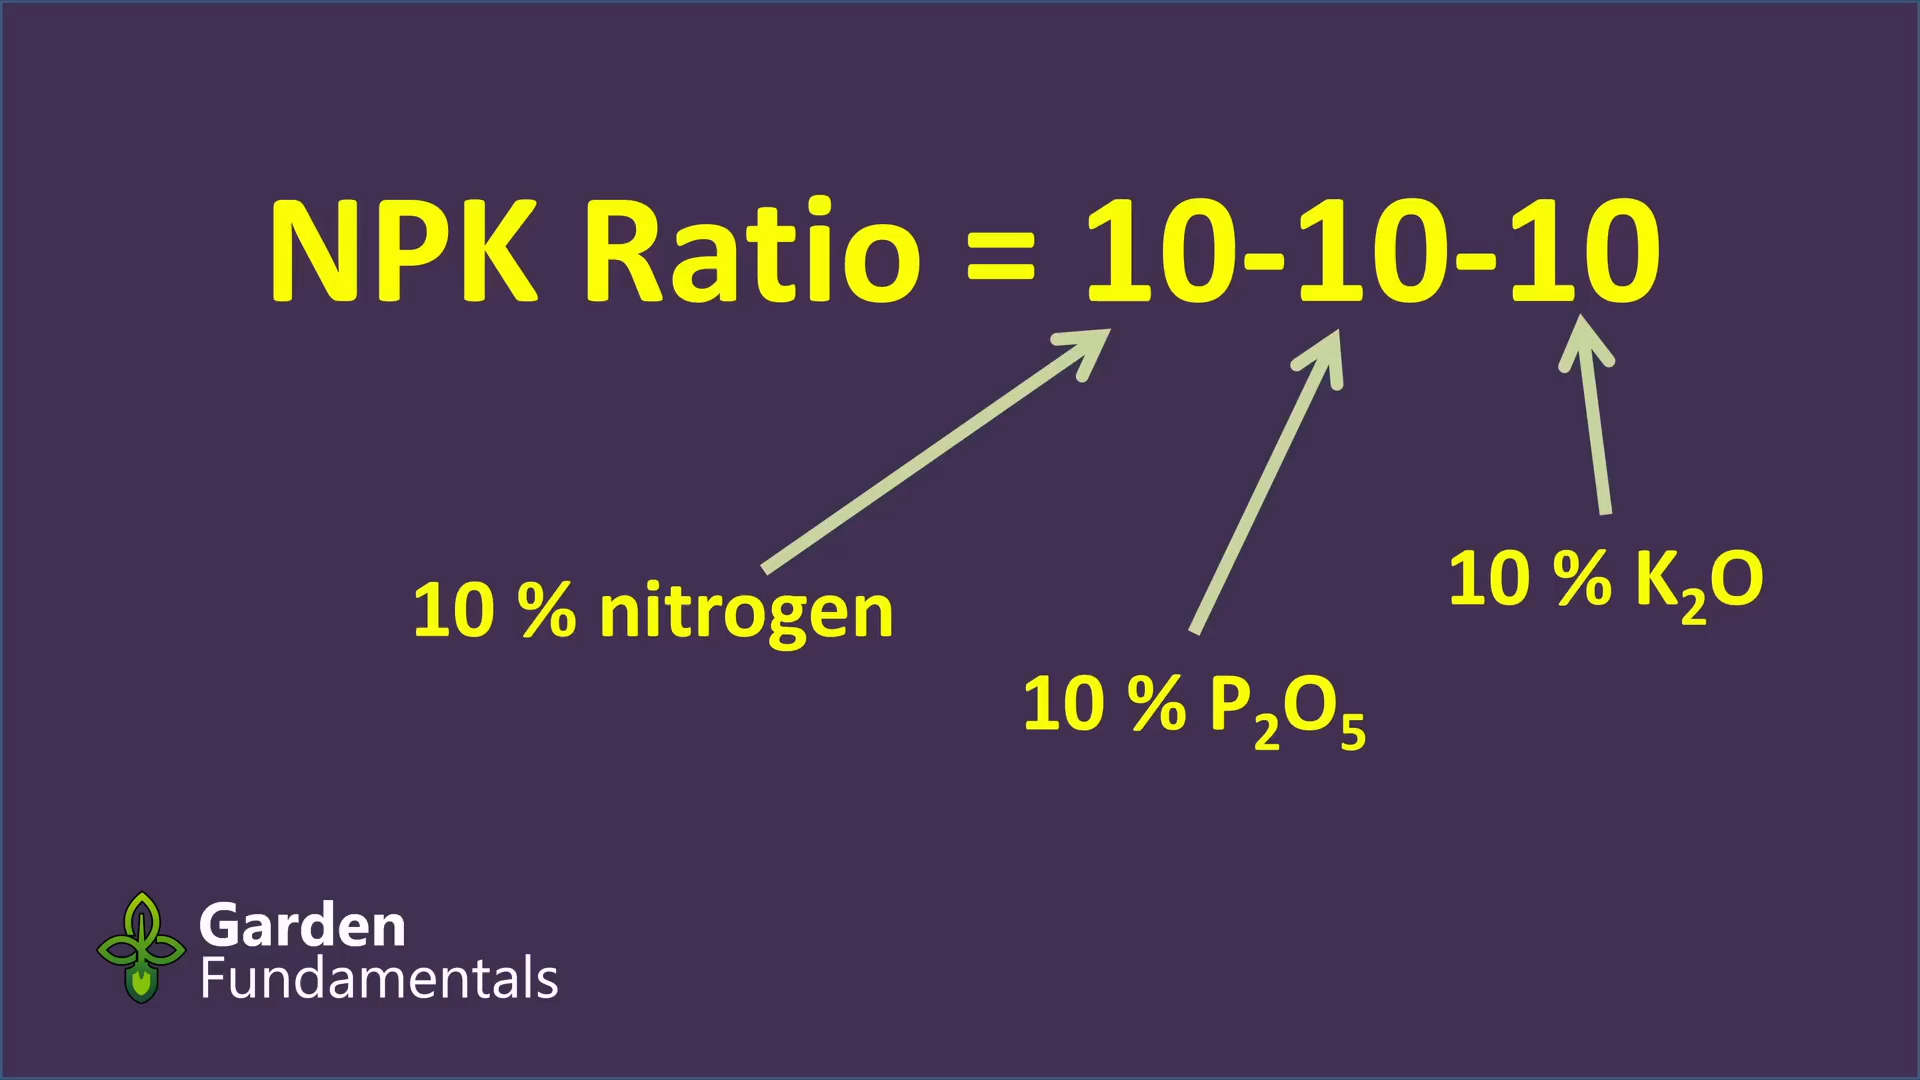 NPK Ratio = 10-10-10
10 % nitrogen
10 % K₂O
10 % P₂O₅
Garden
Fundamentals